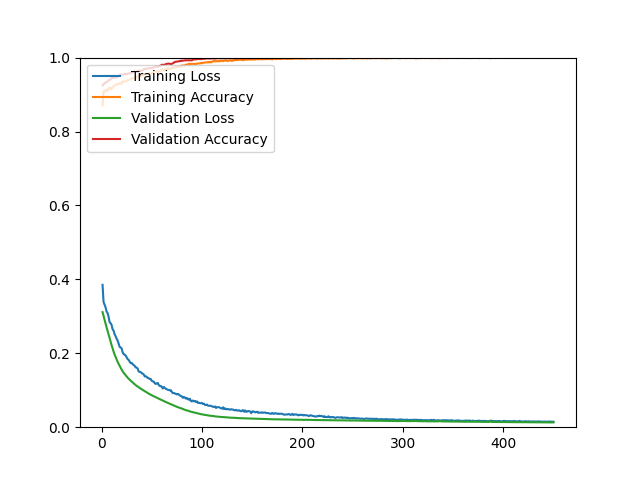 1.0
0.8
0.6
0.4
0.2
0.0
Training Loss
Training Accuracy
Validation Loss
Validation Accuracy
0 100 200 300 400